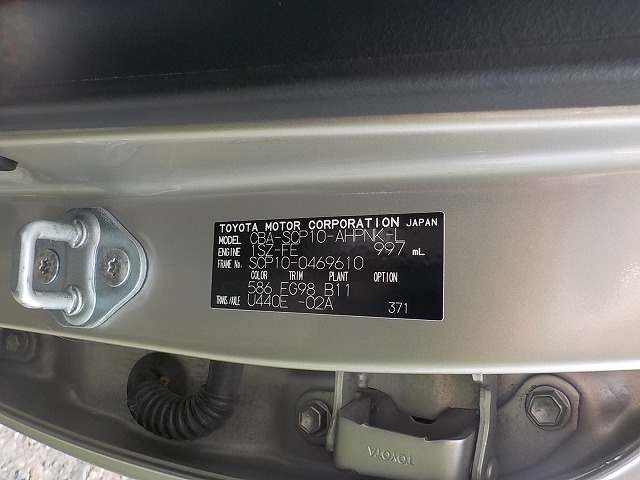 TOYOTA MOTOR CORPORATION JAPAN
MODEL CBA-SCP10-AHPNK-L
ENGINE 1SZ-FE 997 mL
FRAME No. SCP10-0469610
COLOR TRIM PLANT OPTION
586 FG98 B11
TRANS./AXLE U440E -02A 371
TOYOTA